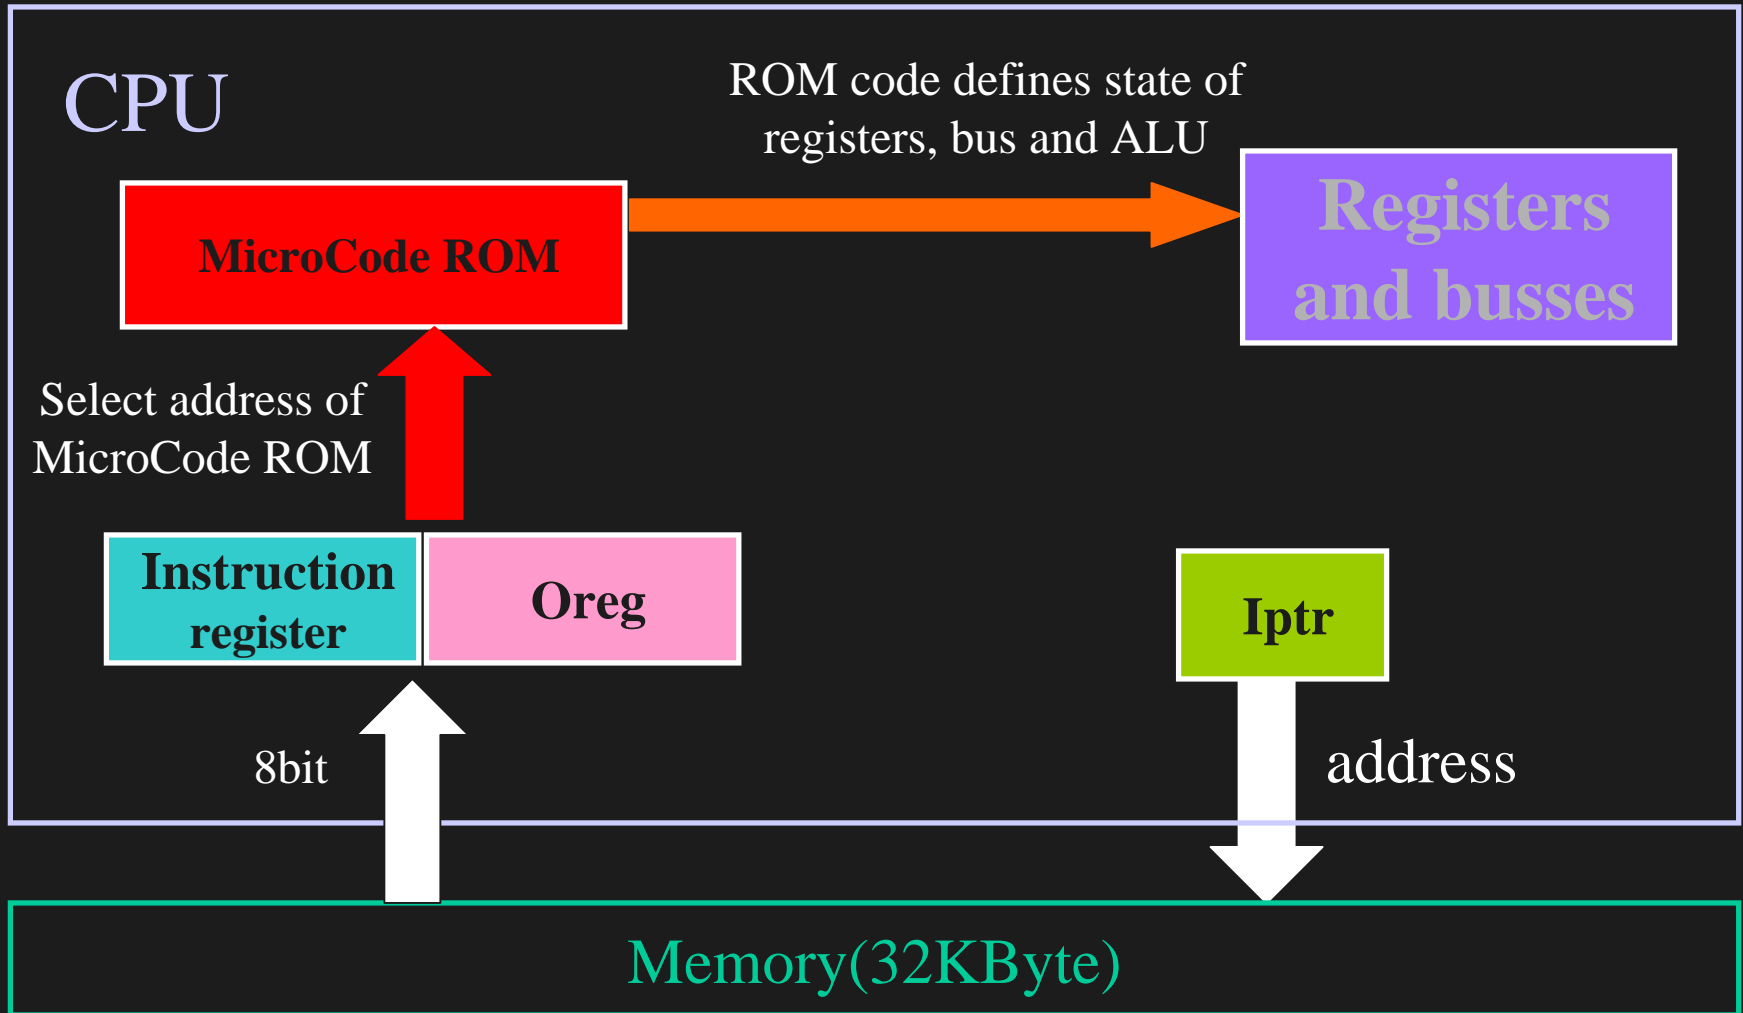 CPU
ROM code defines state of
registers, bus and ALU
MicroCode ROM
Registers
and busses
Select address of
MicroCode ROM
Instruction
register
Oreg
Iptr
8bit
address
Memory(32KByte)